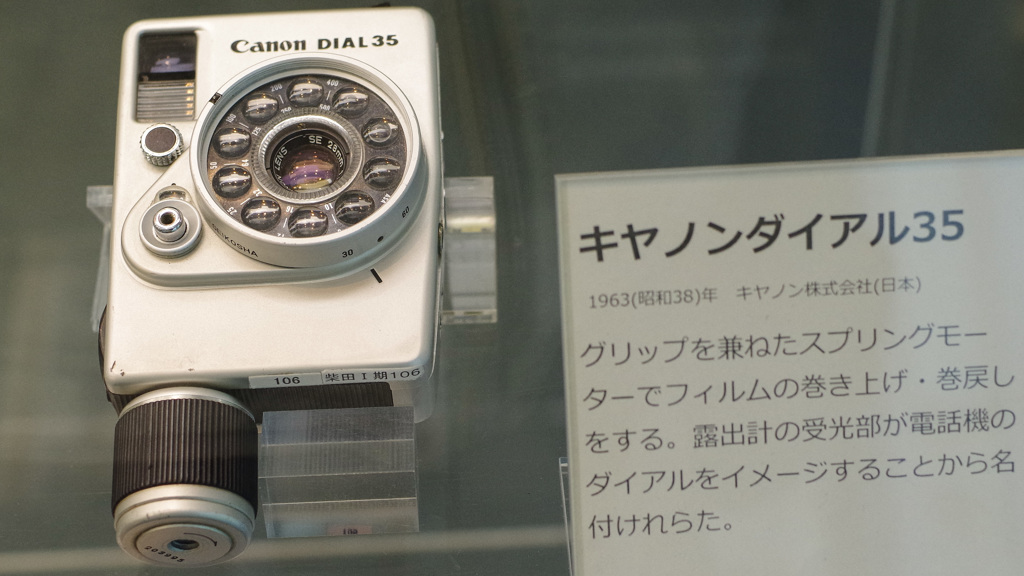 Canon DIAL 35
SE 28mm
SEIKOSHA
30
60
106
柴田Ⅰ期106
キヤノンダイアル35
1963(昭和38)年 キヤノン株式会社(日本)
グリップを兼ねたスプリングモー
ターでフィルムの巻き上げ・巻戻し
をする。露出計の受光部が電話機の
ダイアルをイメージすることから名
付けれらた。